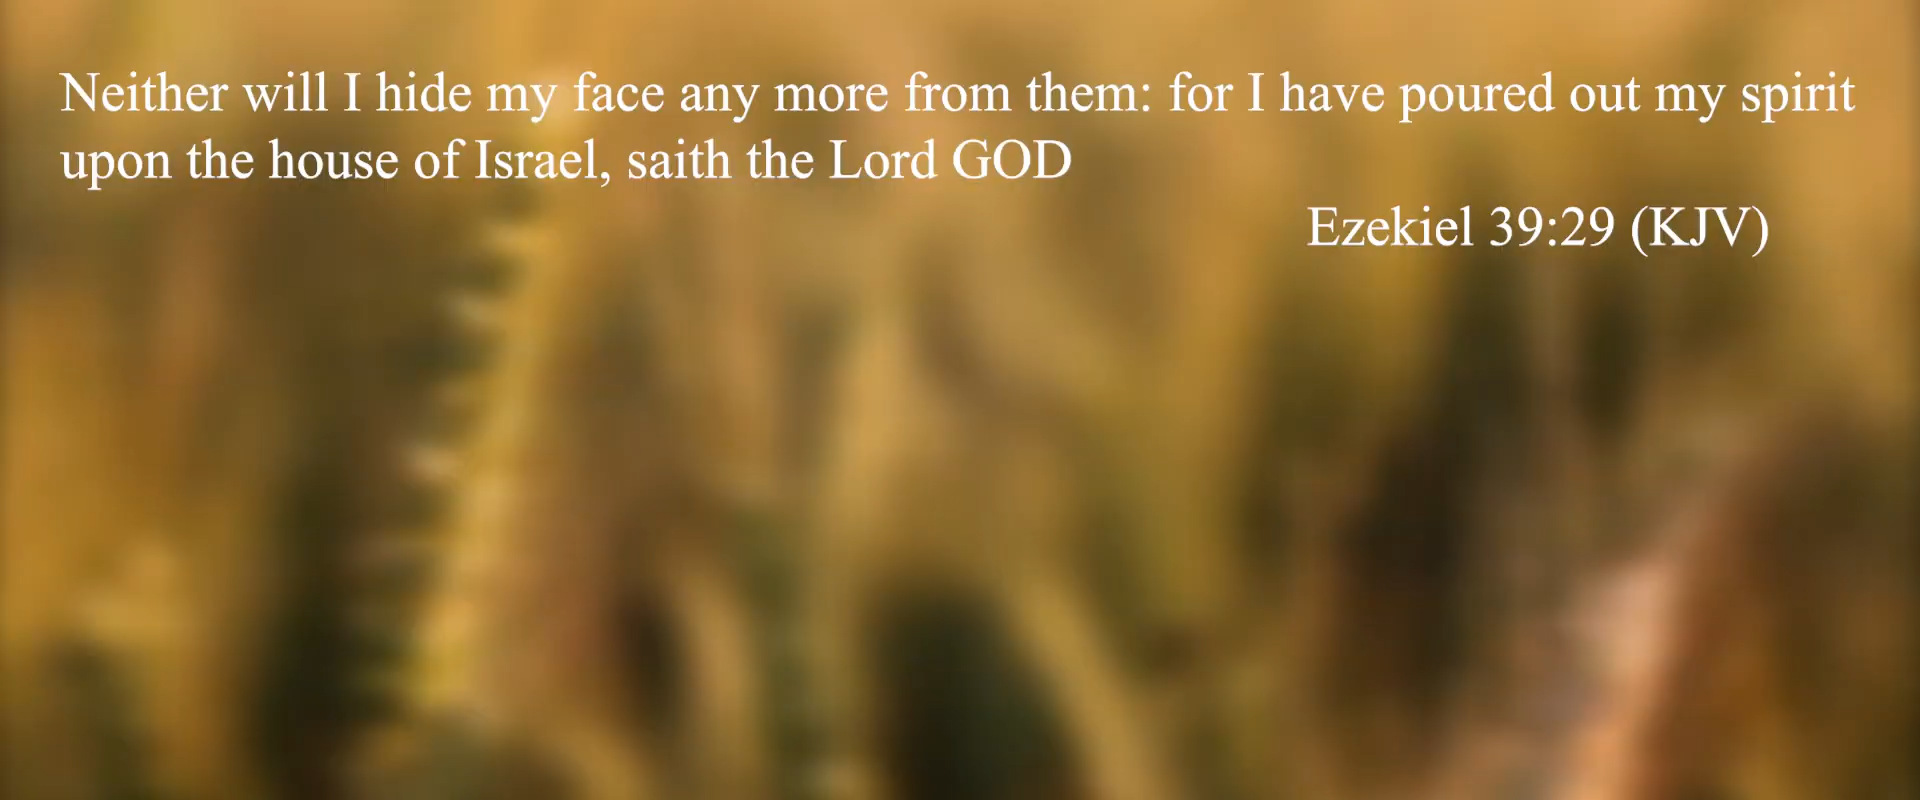 Neither will I hide my face any more from them: for I have poured out my spirit
upon the house of Israel, saith the Lord GOD
Ezekiel 39:29 (KJV)